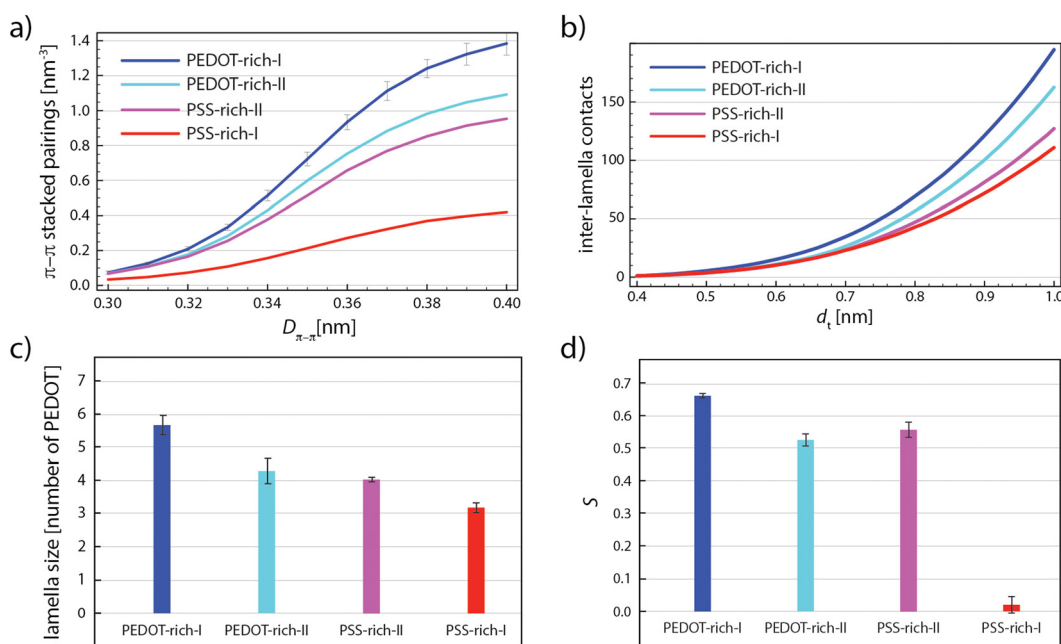 a)
π–π stacked pairings [nm⁻³]
1.4
1.2
1.0
0.8
0.6
0.4
0.2
0.0
PEDOT-rich-I
PEDOT-rich-II
PSS-rich-II
PSS-rich-I
0.30 0.32 0.34 0.36 0.38 0.40
Dπ–π[nm]
b)
inter-lamella contacts
150
100
50
0
PEDOT-rich-I
PEDOT-rich-II
PSS-rich-II
PSS-rich-I
0.4 0.5 0.6 0.7 0.8 0.9 1.0
dt [nm]
c)
lamella size [number of PEDOT]
7
6
5
4
3
2
1
0
PEDOT-rich-I PEDOT-rich-II PSS-rich-II PSS-rich-I
d)
S
0.7
0.6
0.5
0.4
0.3
0.2
0.1
0.0
PEDOT-rich-I PEDOT-rich-II PSS-rich-II PSS-rich-I